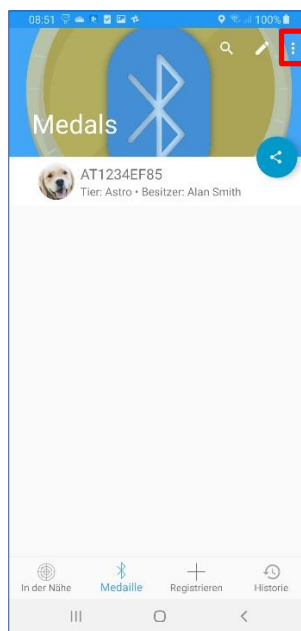 08:51 100%
Medals
AT1234EF85
Tier: Astro • Besitzer: Alan Smith
In der Nähe Medaille Registrieren Historie